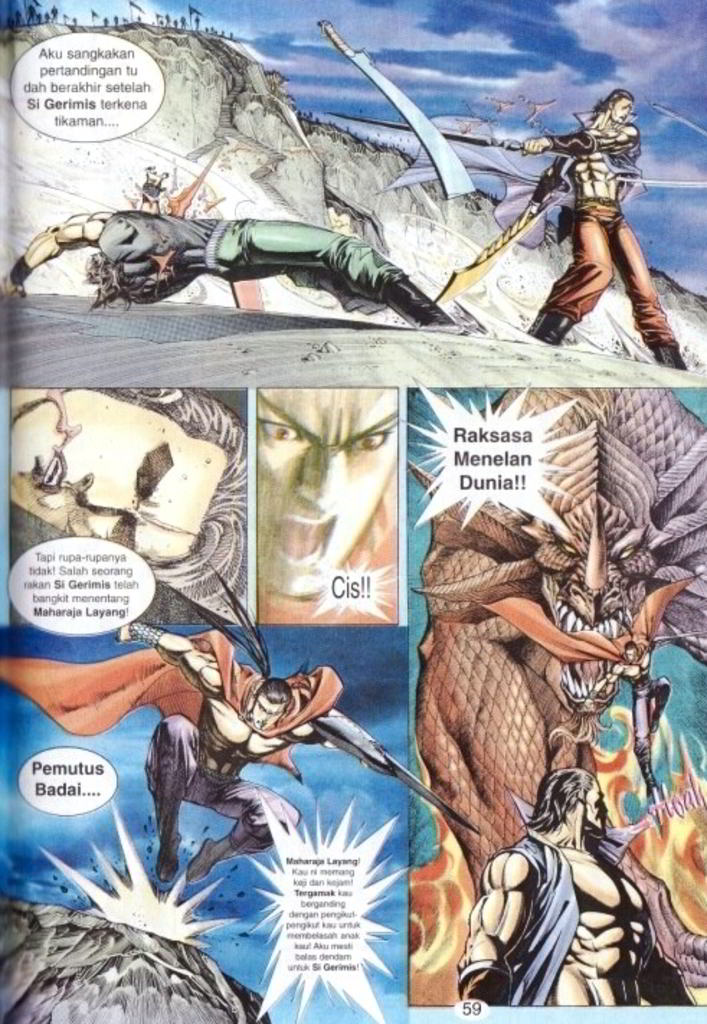 Aku sangkakan
pertandingan tu
dah berakhir setelah
Si Gerimis terkena
tikaman....
Raksasa
Menelan
Dunia!!
Cis!!
Tapi rupa-rupanya
tidak! Salah seorang
rakan Si Gerimis telah
bangkit menentang
Maharaja Layang!
Pemutus
Badai....
Maharaja Layang!
Kau ni memang
keji dan kejam!
Tergamak kau
berganding
dengan pengikut-
pengikut kau untuk
membelasah anak
kau! Aku mesti
balas dendam
untuk Si Gerimis!
59